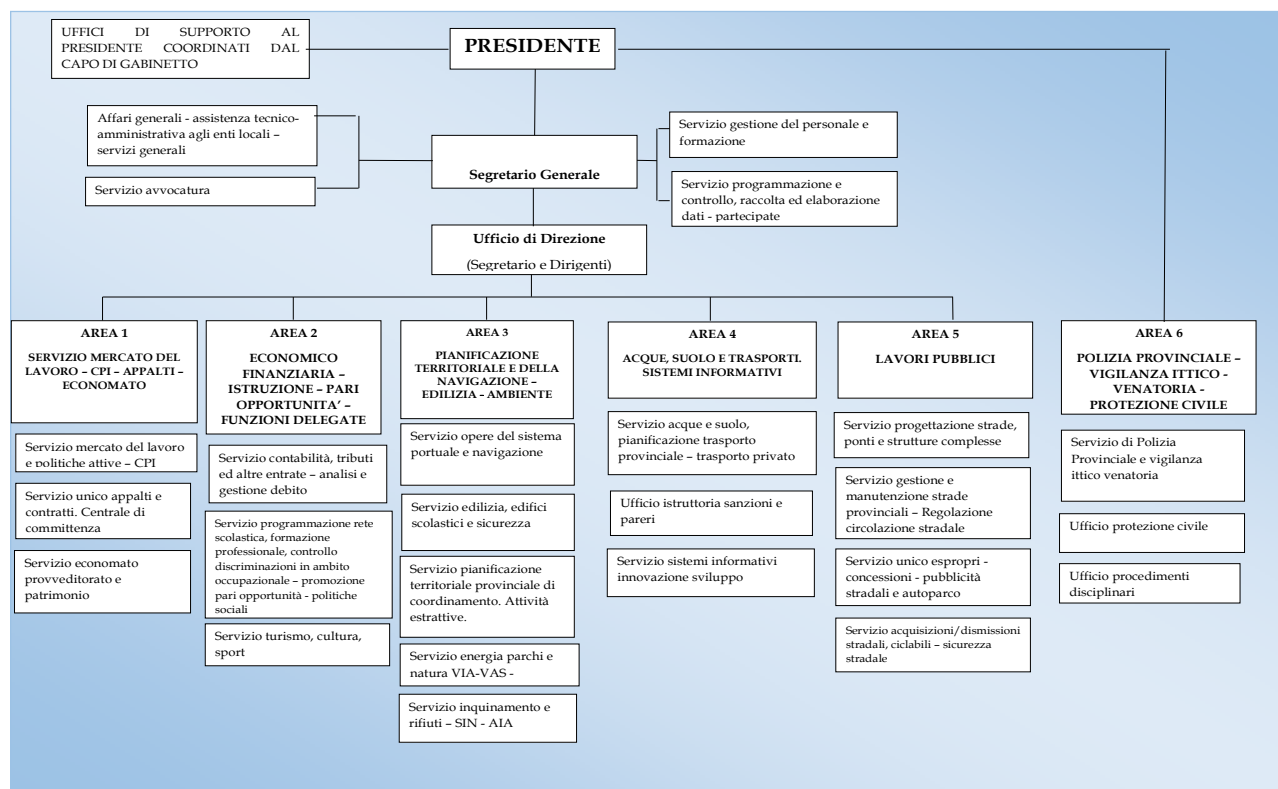 UFFICI DI SUPPORTO AL
PRESIDENTE COORDINATI DAL
CAPO DI GABINETTO
PRESIDENTE
Affari generali - assistenza tecnico-
amministrativa agli enti locali –
servizi generali
Servizio avvocatura
Segretario Generale
Servizio gestione del personale e
formazione
Servizio programmazione e
controllo, raccolta ed elaborazione
dati - partecipate
Ufficio di Direzione
(Segretario e Dirigenti)
AREA 1
SERVIZIO MERCATO DEL
LAVORO – CPI – APPALTI –
ECONOMATO
Servizio mercato del lavoro
e politiche attive – CPI
Servizio unico appalti e
contratti. Centrale di
committenza
Servizio economato
provveditorato e
patrimonio
AREA 2
ECONOMICO
FINANZIARIA –
ISTRUZIONE – PARI
OPPORTUNITA’ –
FUNZIONI DELEGATE
Servizio contabilità, tributi
ed altre entrate – analisi e
gestione debito
Servizio programmazione rete
scolastica, formazione
professionale, controllo
discriminazioni in ambito
occupazionale – promozione
pari opportunità - politiche
sociali
Servizio turismo, cultura,
sport
AREA 3
PIANIFICAZIONE
TERRITORIALE E DELLA
NAVIGAZIONE –
EDILIZIA - AMBIENTE
Servizio opere del sistema
portuale e navigazione
Servizio edilizia, edifici
scolastici e sicurezza
Servizio pianificazione
territoriale provinciale di
coordinamento. Attività
estrattive.
Servizio energia parchi e
natura VIA-VAS -
Servizio inquinamento e
rifiuti – SIN - AIA
AREA 4
ACQUE, SUOLO E TRASPORTI.
SISTEMI INFORMATIVI
Servizio acque e suolo,
pianificazione trasporto
provinciale – trasporto privato
Ufficio istruttoria sanzioni e
pareri
Servizio sistemi informativi
innovazione sviluppo
AREA 5
LAVORI PUBBLICI
Servizio progettazione strade,
ponti e strutture complesse
Servizio gestione e
manutenzione strade
provinciali – Regolazione
circolazione stradale
Servizio unico espropri -
concessioni - pubblicità
stradali e autoparco
Servizio acquisizioni/dismissioni
stradali, ciclabili – sicurezza
stradale
AREA 6
POLIZIA PROVINCIALE –
VIGILANZA ITTICO -
VENATORIA -
PROTEZIONE CIVILE
Servizio di Polizia
Provinciale e vigilanza
ittico venatoria
Ufficio protezione civile
Ufficio procedimenti
disciplinari